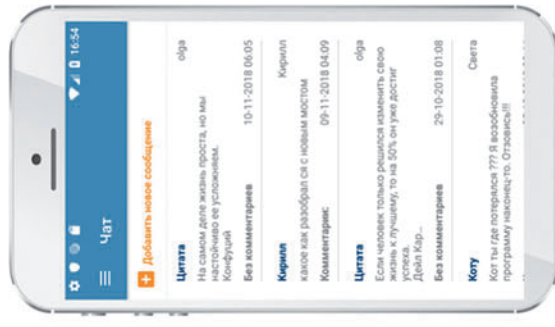 16:54
Чат
Добавить новое сообщение
Цитата olga
На самом деле жизнь проста, но мы
настойчиво ее усложняем.
Конфуций
Без комментариев 10-11-2018 06:05
Кирилл Кирилл
какое как разобрал ся с новым мостом
Комментарии: 09-11-2018 04:09
Цитата olga
Если человек только решился изменить свою
жизнь к лучшему, то на 50% он уже достиг
успеха.
Дейл Кар...
Без комментариев 29-10-2018 01:08
Коту Света
Кот ты где потерялся ??? Я возобновила
программу наконец-то. Отзовись!!!